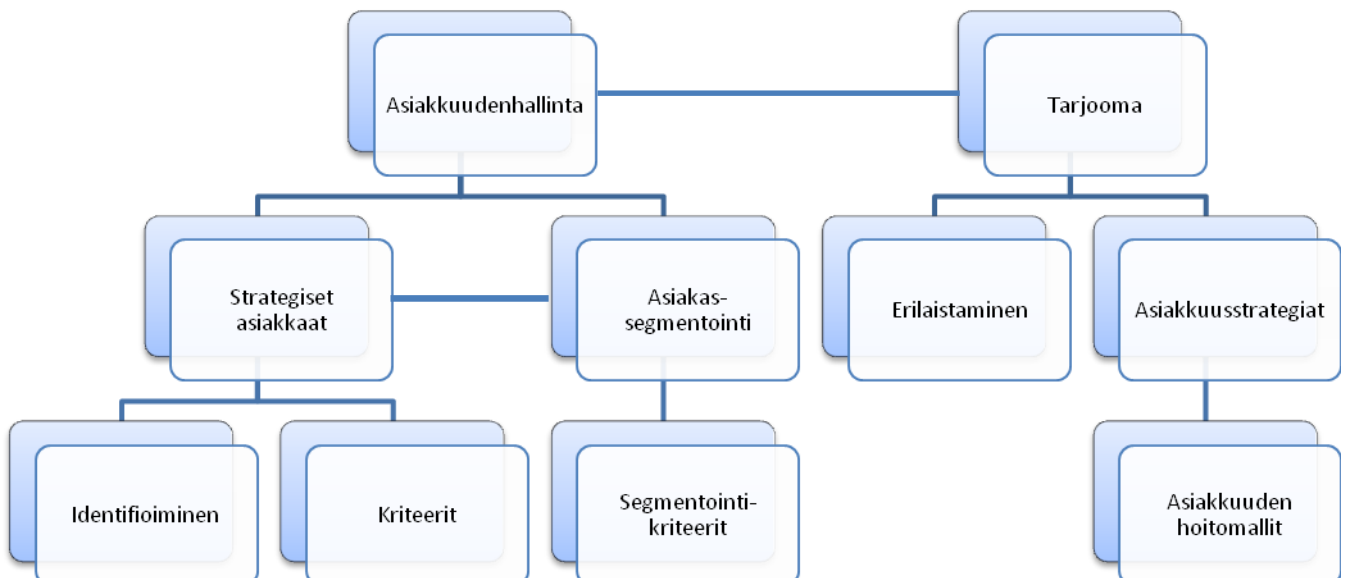 Asiakkuudenhallinta
Tarjooma
Strategiset
asiakkaat
Asiakas-
segmentointi
Erilaistaminen
Asiakkuusstrategiat
Identifioiminen
Kriteerit
Segmentointi-
kriteerit
Asiakkuuden
hoitomallit